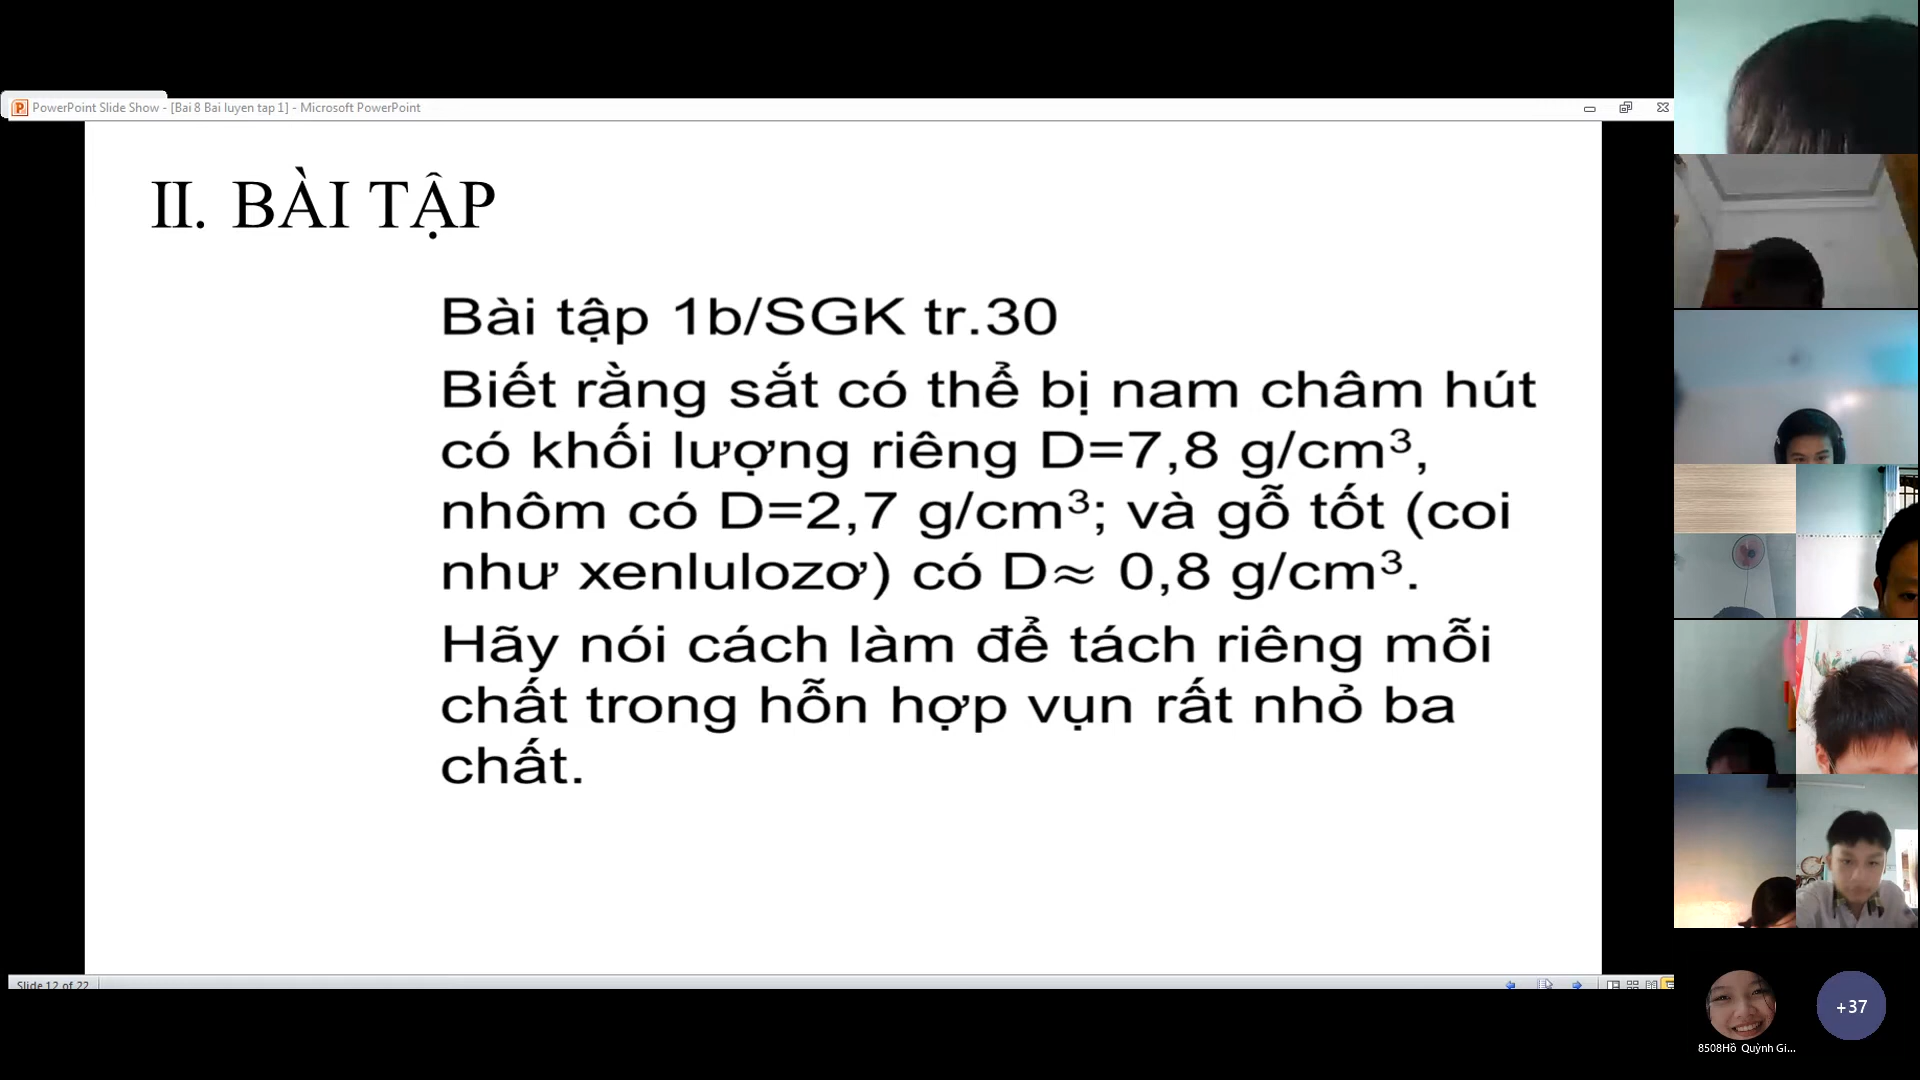 PowerPoint Slide Show - [Bai 8 Bai luyen tap 1] - Microsoft PowerPoint
II. BÀI TẬP
Bài tập 1b/SGK tr.30
Biết rằng sắt có thể bị nam châm hút
có khối lượng riêng D=7,8 g/cm³,
nhôm có D=2,7 g/cm³; và gỗ tốt (coi
như xenlulozơ) có D≈ 0,8 g/cm³.
Hãy nói cách làm để tách riêng mỗi
chất trong hỗn hợp vụn rất nhỏ ba
chất.
Slide 12 of 22
+37
8508Hồ Quỳnh Gi...